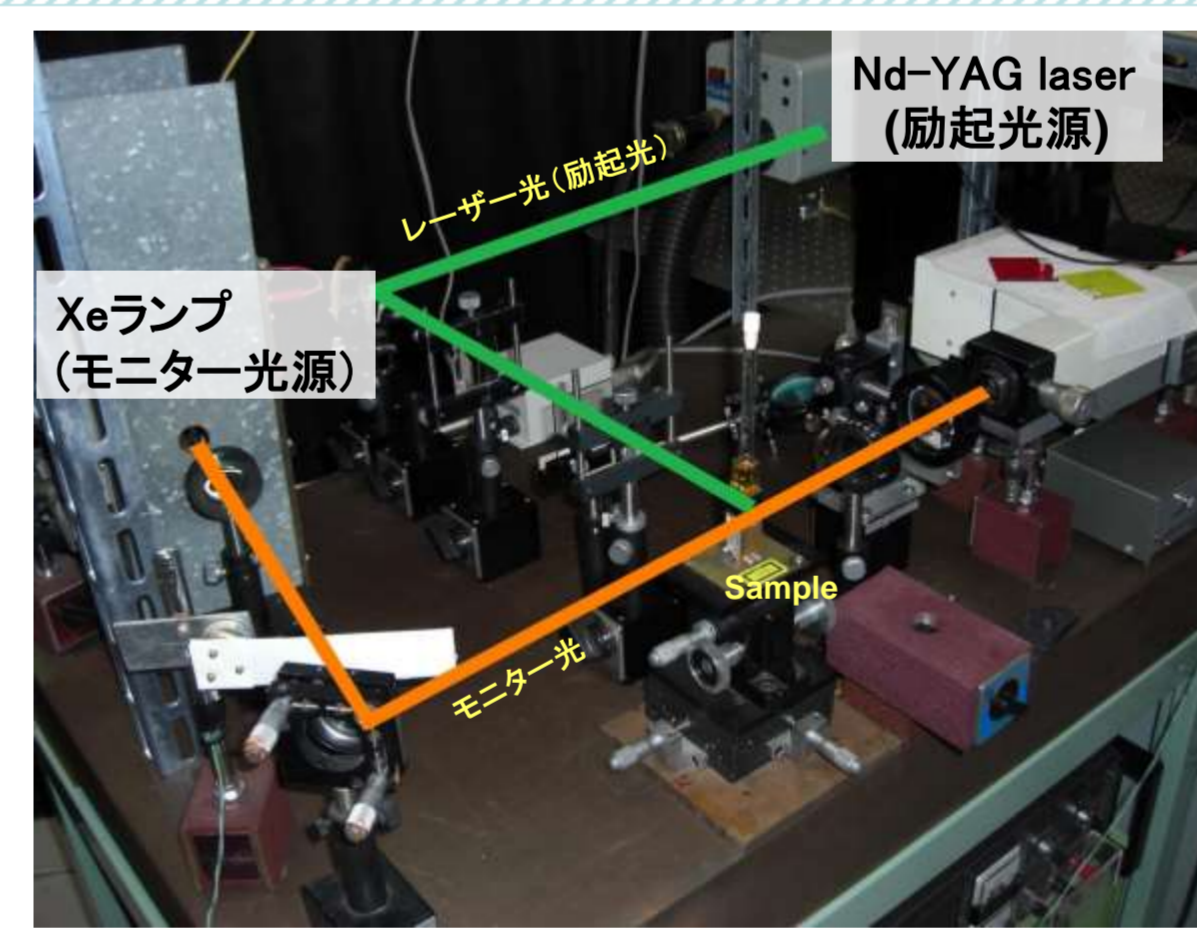 Nd-YAG laser
(励起光源)
レーザー光（励起光）
Xeランプ
（モニター光源）
Sample
モニター光